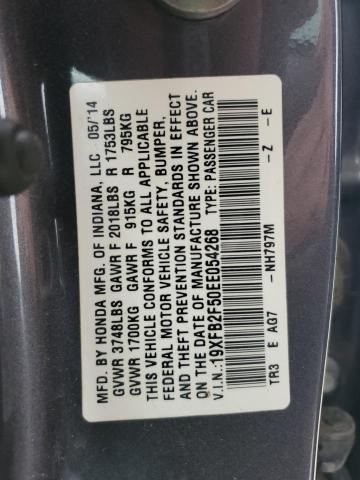 MFD. BY HONDA MFG. OF INDIANA, LLC 05/'14
GVWR 3748LBS GAWR F 2018LBS R 1753LBS
GVWR 1700KG GAWR F 915KG R 795KG
THIS VEHICLE CONFORMS TO ALL APPLICABLE
FEDERAL MOTOR VEHICLE SAFETY, BUMPER,
AND THEFT PREVENTION STANDARDS IN EFFECT
ON THE DATE OF MANUFACTURE SHOWN ABOVE.
V.I.N.:19XFB2F50EE054268 TYPE: PASSENGER CAR
TR3 E AG7 -NH797M -Z -E